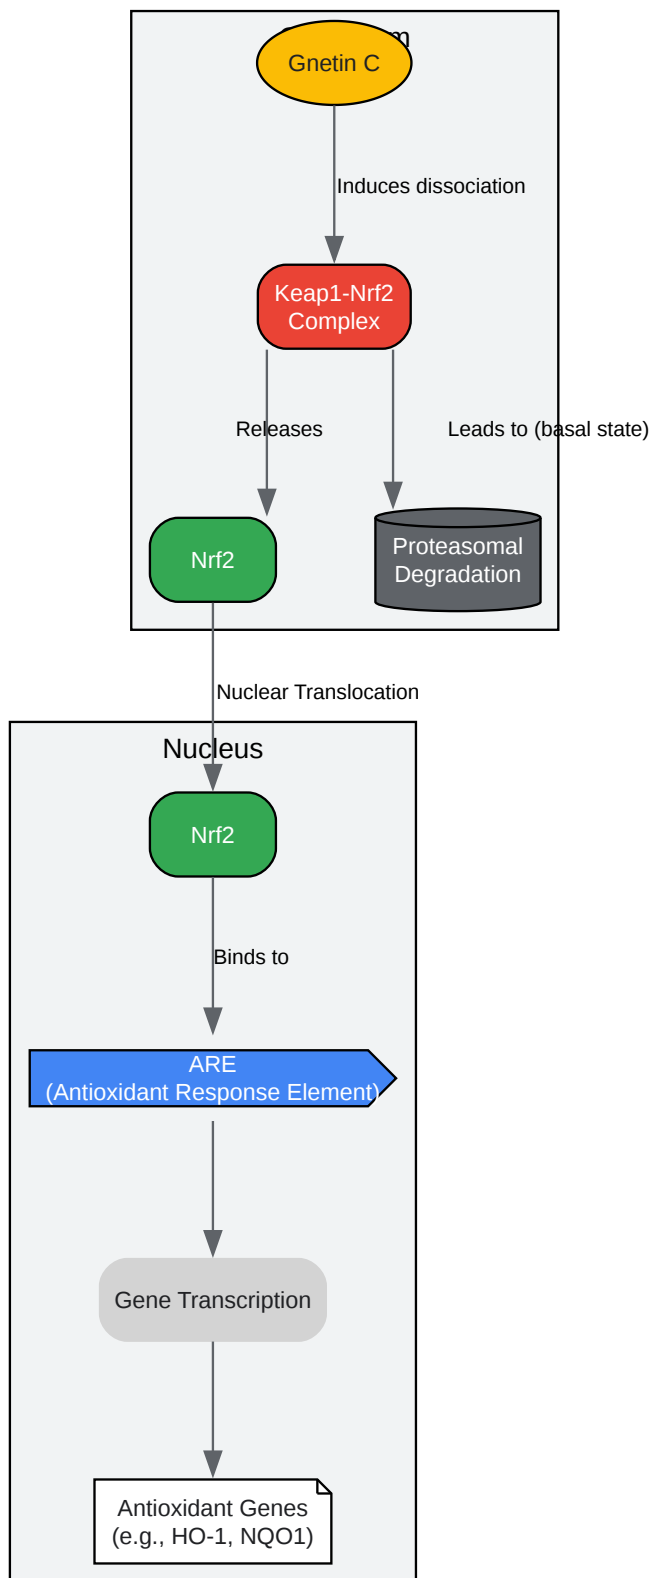 Gnetin C
Induces dissociation
Keap1-Nrf2
Complex
Releases
Leads to (basal state)
Nrf2
Proteasomal
Degradation
Nuclear Translocation
Nucleus
Nrf2
Binds to
ARE
(Antioxidant Response Element)
Gene Transcription
Antioxidant Genes
(e.g., HO-1, NQO1)